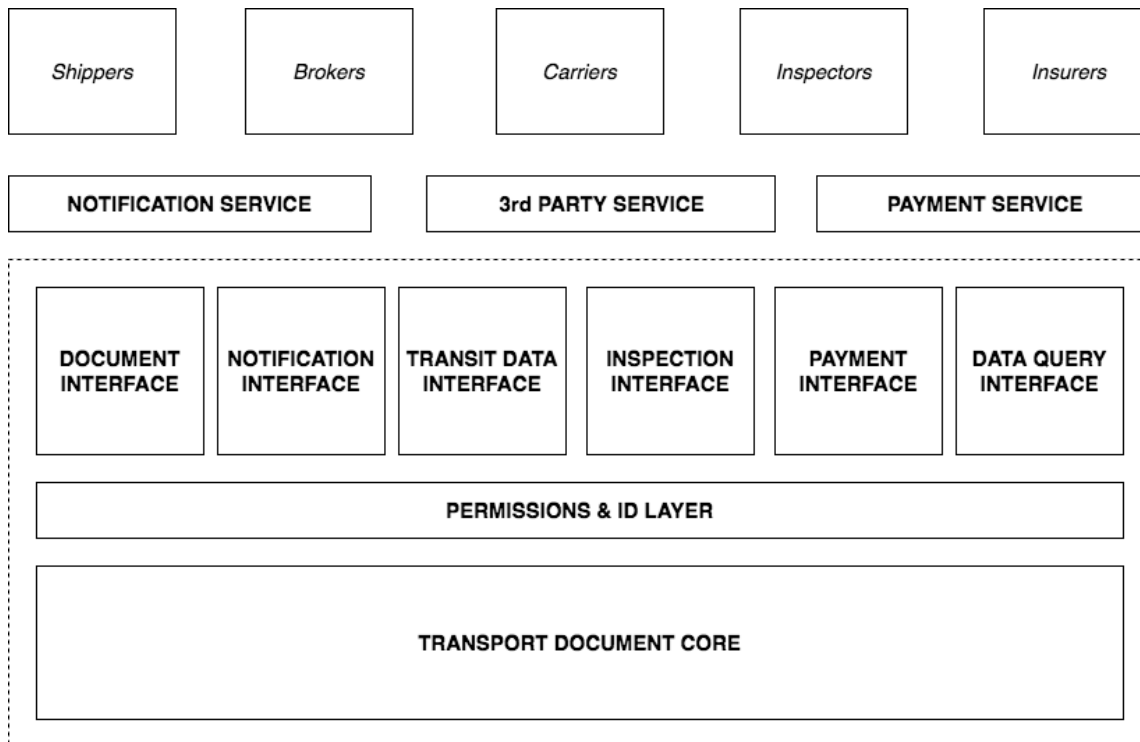 Shippers
Brokers
Carriers
Inspectors
Insurers
NOTIFICATION SERVICE
3rd PARTY SERVICE
PAYMENT SERVICE
DOCUMENT
INTERFACE
NOTIFICATION
INTERFACE
TRANSIT DATA
INTERFACE
INSPECTION
INTERFACE
PAYMENT
INTERFACE
DATA QUERY
INTERFACE
PERMISSIONS & ID LAYER
TRANSPORT DOCUMENT CORE